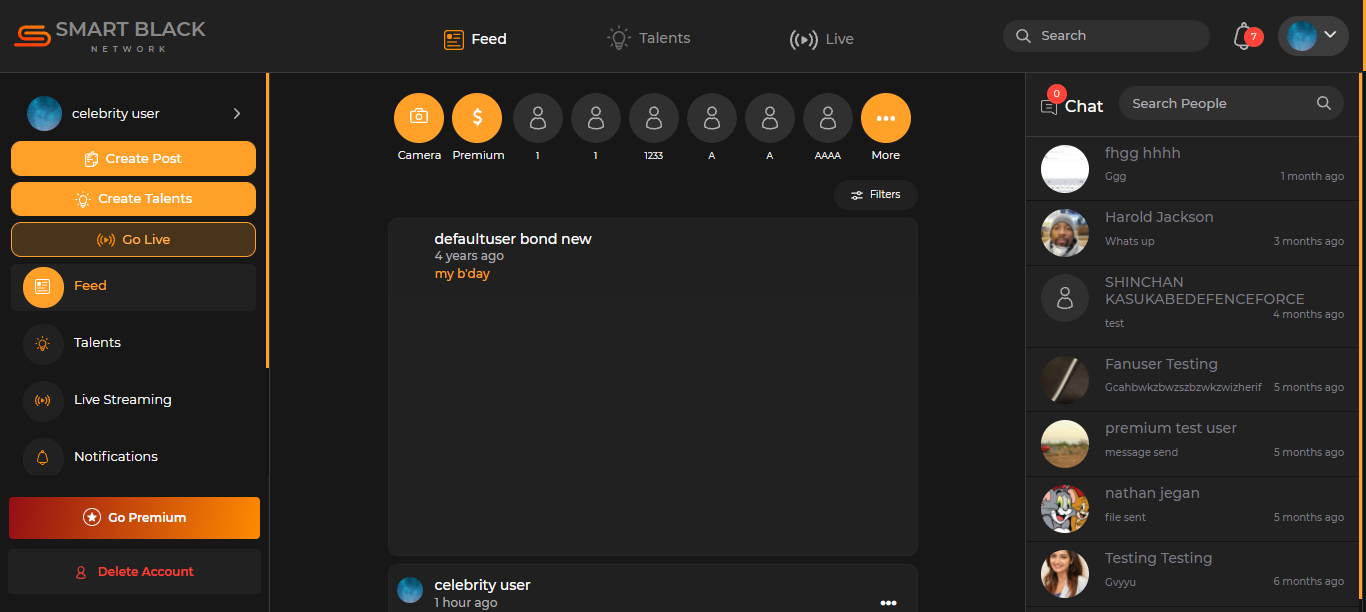 SMART BLACK
NETWORK
Feed
Talents
Live
Search
7
celebrity user
Create Post
Create Talents
Go Live
Feed
Talents
Live Streaming
Notifications
Go Premium
Delete Account
Camera
$
Premium
1
1
1233
A
A
AAAA
More
Filters
defaultuser bond new
4 years ago
my b'day
celebrity user
1 hour ago
0
Chat
Search People
fhgg hhhh
Ggg
1 month ago
Harold Jackson
Whats up
3 months ago
SHINCHAN
KASUKABEDEFENCEFORCE
4 months ago
test
Fanuser Testing
Gcahbwkzbwzszbzwkzwizherif
5 months ago
premium test user
message send
5 months ago
nathan jegan
file sent
5 months ago
Testing Testing
Gvyyu
6 months ago